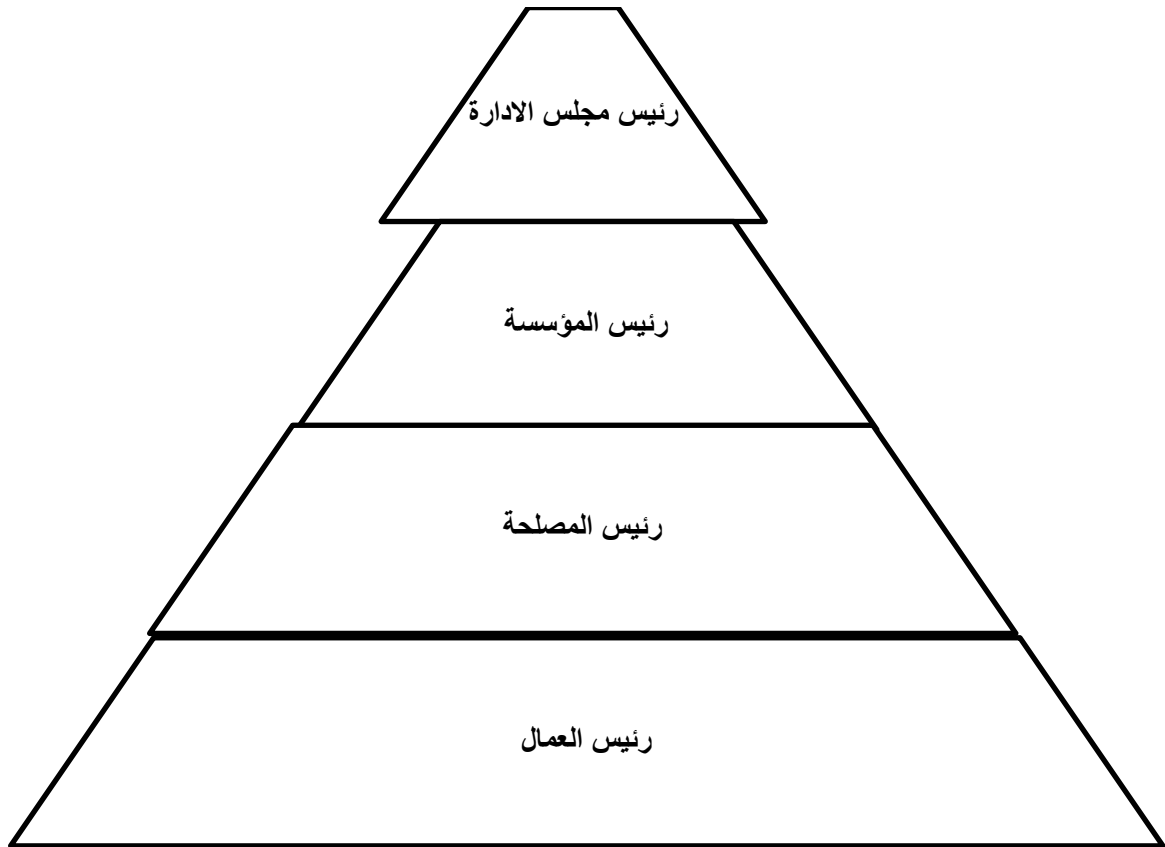 رئيس مجلس الادارة
رئيس المؤسسة
رئيس المصلحة
رئيس العمال